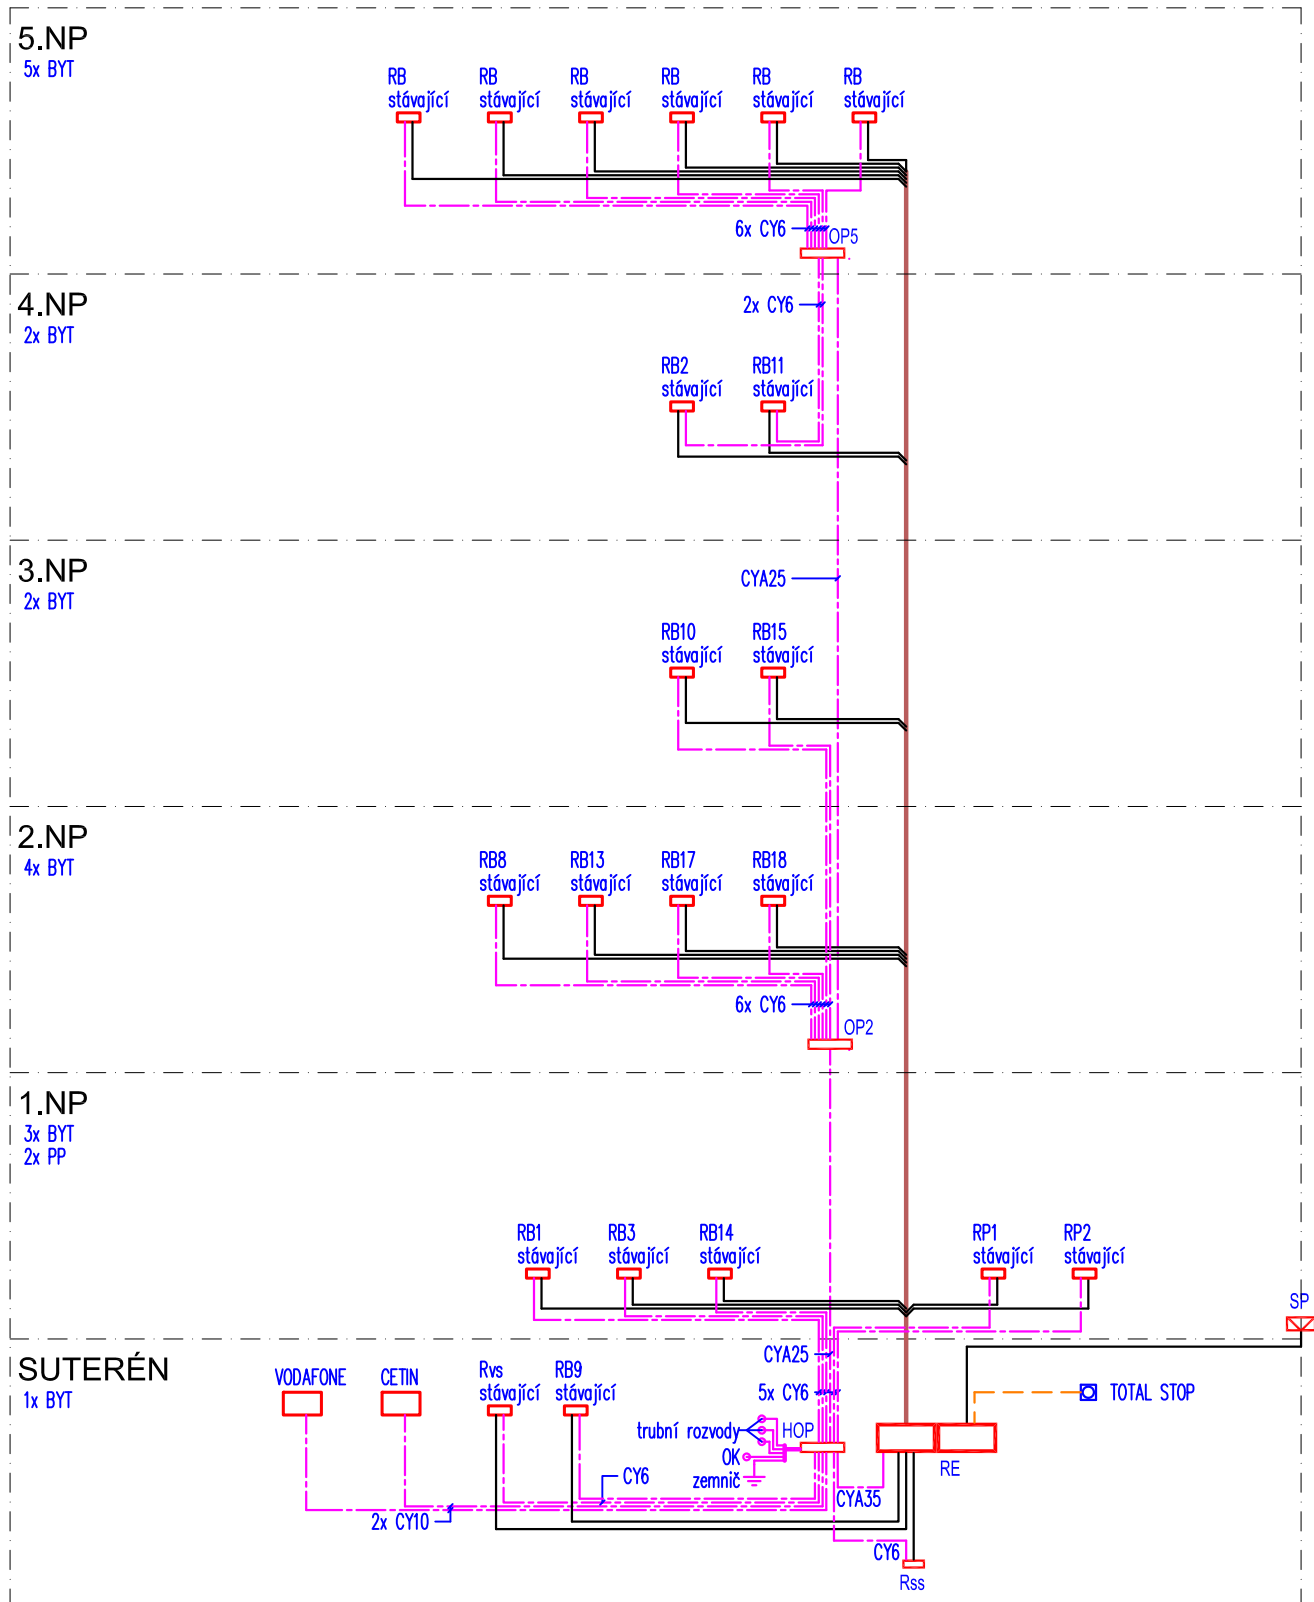 5.NP
5x BYT
RB
stávající
RB
stávající
RB
stávající
RB
stávající
RB
stávající
RB
stávající
6x CY6
OP5
4.NP
2x BYT
2x CY6
RB2
stávající
RB11
stávající
3.NP
2x BYT
CYA25
RB10
stávající
RB15
stávající
2.NP
4x BYT
RB8
stávající
RB13
stávající
RB17
stávající
RB18
stávající
6x CY6
OP2
1.NP
3x BYT
2x PP
RB1
stávající
RB3
stávající
RB14
stávající
RP1
stávající
RP2
stávající
SP
SUTERÉN
1x BYT
VODAFONE
CETIN
Rvs
stávající
RB9
stávající
CYA25
5x CY6
TOTAL STOP
trubní rozvody
HOP
OK
zemnič
RE
CY6
CYA35
2x CY10
CY6
Rss